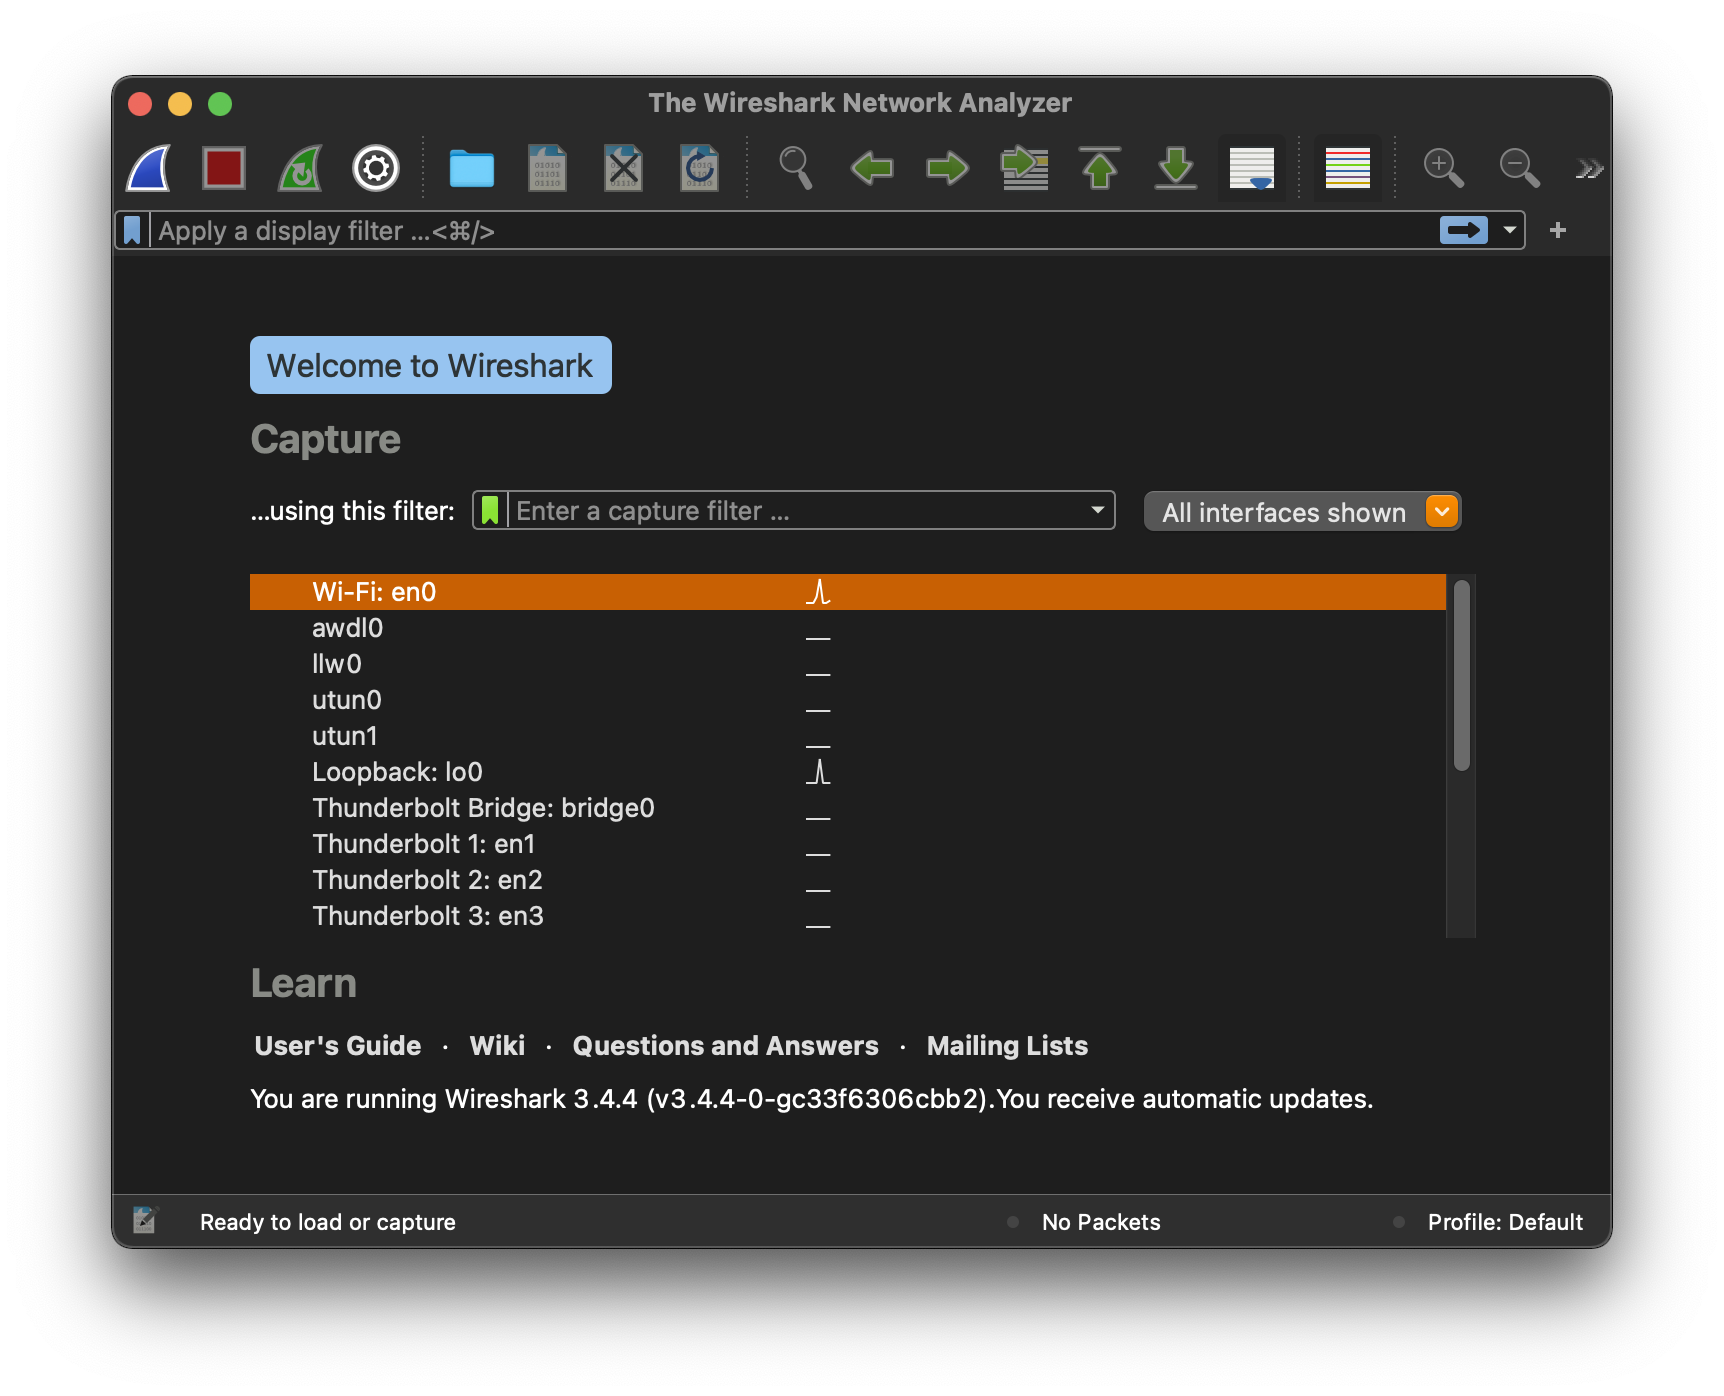 The Wireshark Network Analyzer
Apply a display filter ...<⌘/>
Welcome to Wireshark
Capture
...using this filter: Enter a capture filter ... All interfaces shown
Wi-Fi: en0
awdl0
llw0
utun0
utun1
Loopback: lo0
Thunderbolt Bridge: bridge0
Thunderbolt 1: en1
Thunderbolt 2: en2
Thunderbolt 3: en3
Learn
User's Guide · Wiki · Questions and Answers · Mailing Lists
You are running Wireshark 3.4.4 (v3.4.4-0-gc33f6306cbb2).You receive automatic updates.
Ready to load or capture No Packets Profile: Default